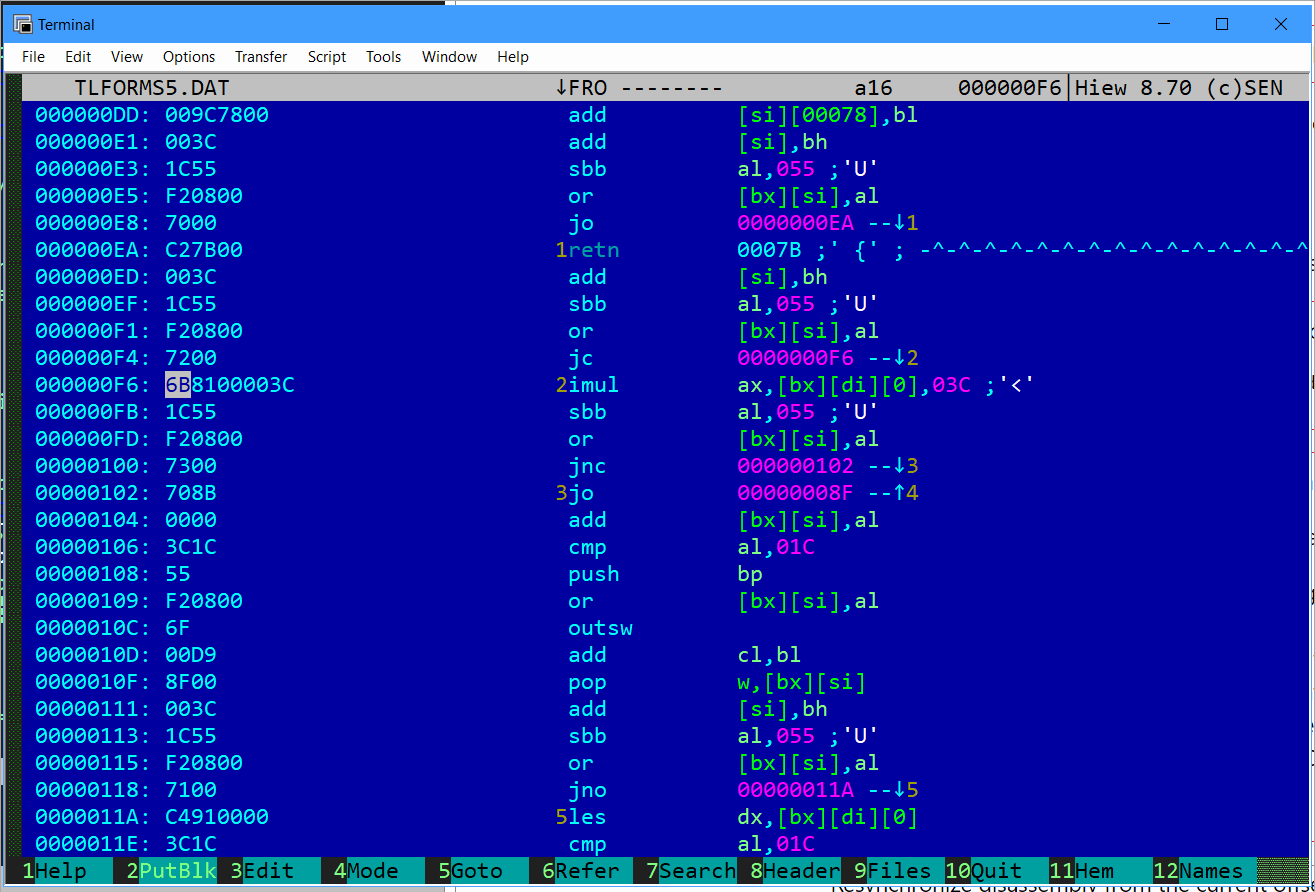 Terminal
File Edit View Options Transfer Script Tools Window Help
TLFORMS5.DAT ↓FRO -------- a16 000000F6│Hiew 8.70 (c)SEN
000000DD: 009C7800 add [si][00078],bl
000000E1: 003C add [si],bh
000000E3: 1C55 sbb al,055 ;'U'
000000E5: F20800 or [bx][si],al
000000E8: 7000 jo 0000000EA --↓1
000000EA: C27B00 1retn 0007B ;' {' ; -^-^-^-^-^-^-^-^-^-^-^-^-^-^-^
000000ED: 003C add [si],bh
000000EF: 1C55 sbb al,055 ;'U'
000000F1: F20800 or [bx][si],al
000000F4: 7200 jc 0000000F6 --↓2
000000F6: 6B8100003C 2imul ax,[bx][di][0],03C ;'<'
000000FB: 1C55 sbb al,055 ;'U'
000000FD: F20800 or [bx][si],al
00000100: 7300 jnc 000000102 --↓3
00000102: 708B 3jo 00000008F --↑4
00000104: 0000 add [bx][si],al
00000106: 3C1C cmp al,01C
00000108: 55 push bp
00000109: F20800 or [bx][si],al
0000010C: 6F outsw
0000010D: 00D9 add cl,bl
0000010F: 8F00 pop w,[bx][si]
00000111: 003C add [si],bh
00000113: 1C55 sbb al,055 ;'U'
00000115: F20800 or [bx][si],al
00000118: 7100 jno 00000011A --↓5
0000011A: C4910000 5les dx,[bx][di][0]
0000011E: 3C1C cmp al,01C
1Help 2PutBlk 3Edit 4Mode 5Goto 6Refer 7Search 8Header 9Files 10Quit 11Hem 12Names